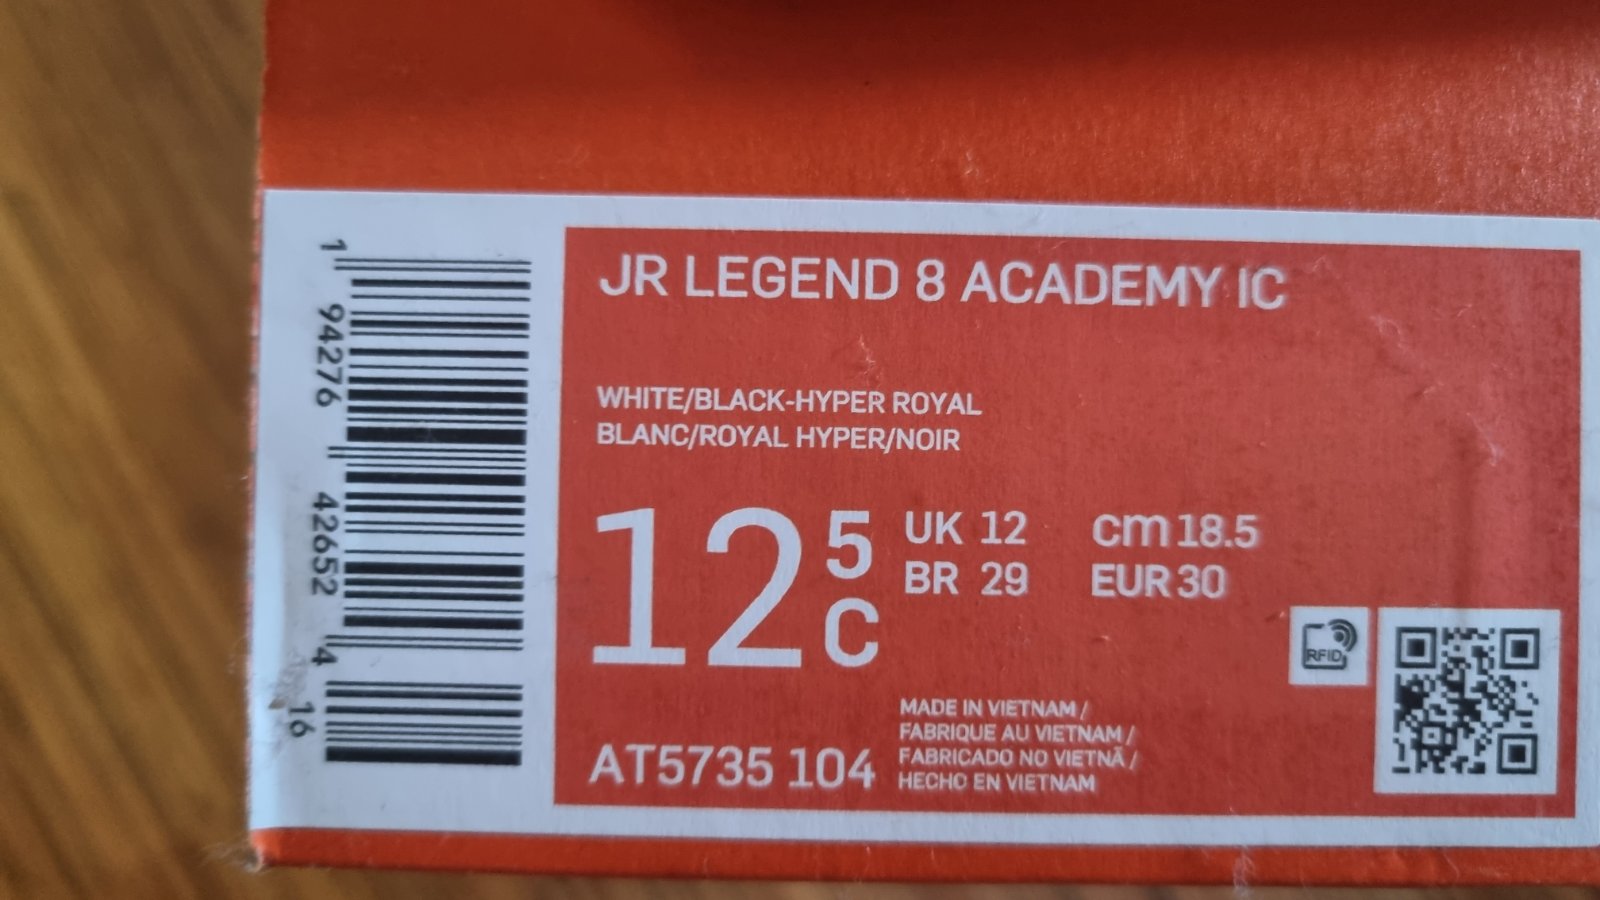 1 94276 42652 4 16
JR LEGEND 8 ACADEMY IC
WHITE/BLACK-HYPER ROYAL
BLANC/ROYAL HYPER/NOIR
12 5 C
UK 12 cm 18.5
BR 29 EUR 30
RFID
AT5735 104
MADE IN VIETNAM /
FABRIQUE AU VIETNAM /
FABRICADO NO VIETNÃ /
HECHO EN VIETNAM